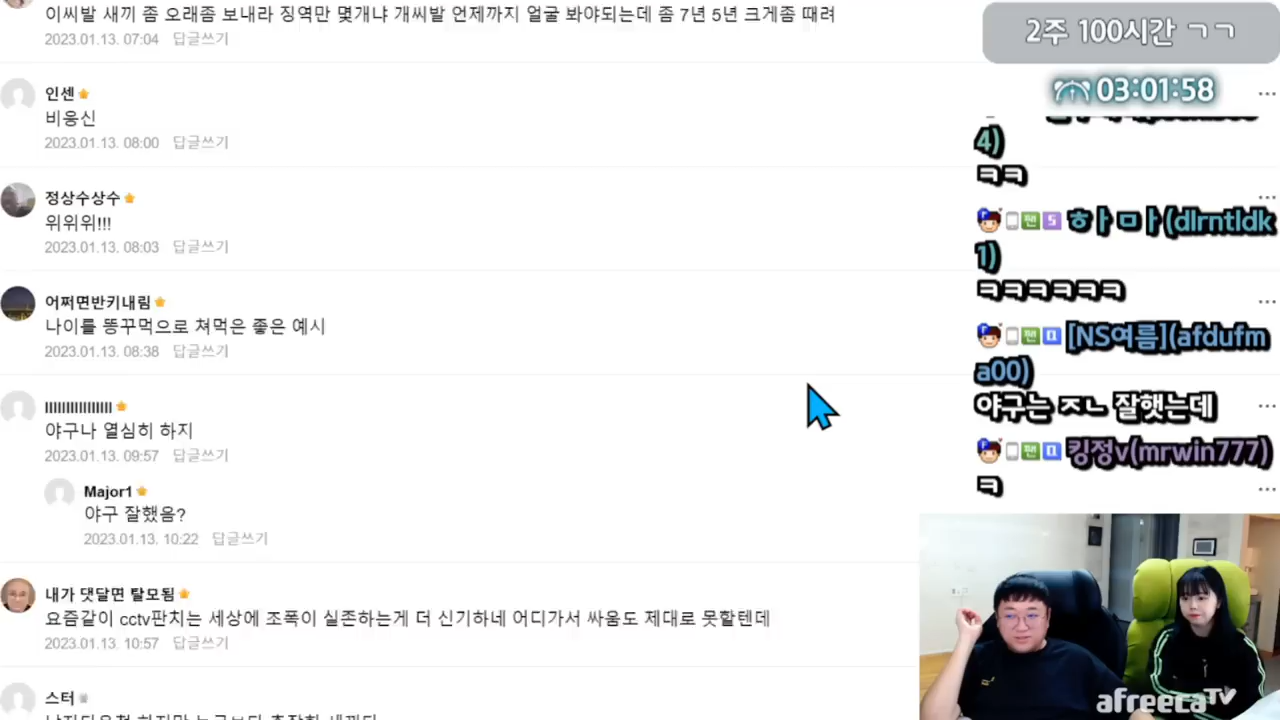 이씨발 새끼 좀 오래좀 보내라 징역만 몇개냐 개씨발 언제까지 얼굴 봐야되는데 좀 7년 5년 크게좀 때려
2023.01.13. 07:04 답글쓰기
인센
비응신
2023.01.13. 08:00 답글쓰기
정상수상수
위위위!!!
2023.01.13. 08:03 답글쓰기
어쩌면반키내림
나이를 똥꾸먹으로 쳐먹은 좋은 예시
2023.01.13. 08:38 답글쓰기
llllllllllllllll
야구나 열심히 하지
2023.01.13. 09:57 답글쓰기
Major1
야구 잘했음?
2023.01.13. 10:22 답글쓰기
내가 댓달면 탈모됨
요즘같이 cctv판치는 세상에 조폭이 실존하는게 더 신기하네 어디가서 싸움도 제대로 못할텐데
2023.01.13. 10:57 답글쓰기
스터
2주 100시간 ㄱㄱ
03:01:58
4)
ㅋㅋ
팬 5 ㅎㅏㅁㅏ(dlrntldk
1)
ㅋㅋㅋㅋㅋㅋ
팬 [NS여름](afdufm
a00)
야구는 ㅈㄴ 잘햇는데
팬 킹정v(mrwin777)
ㅋ
afreecaTV